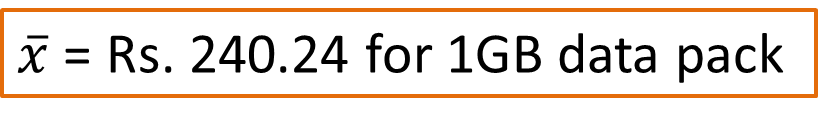 x̄ = Rs. 240.24 for 1GB data pack